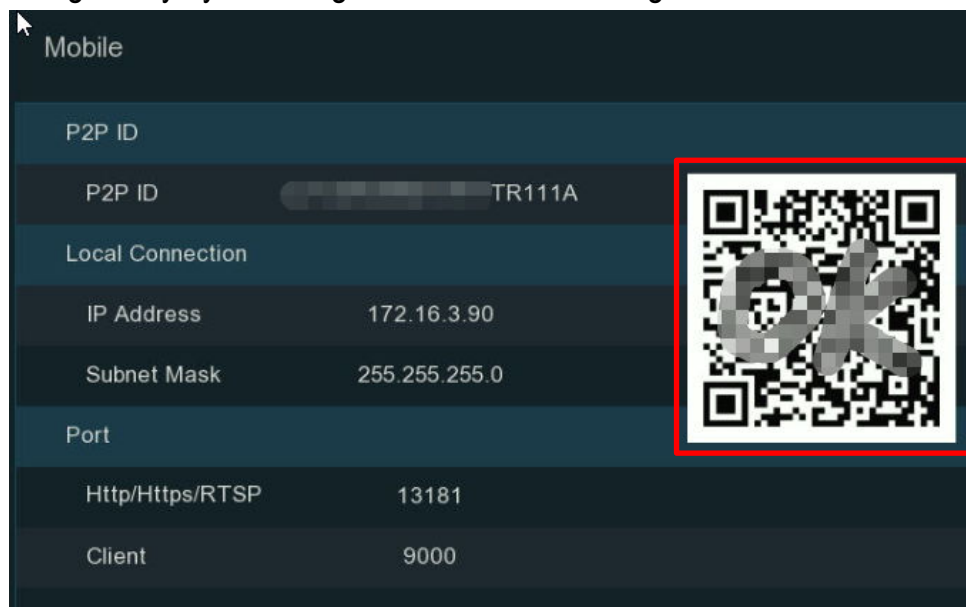 Mobile
P2P ID
P2P ID TR111A
Local Connection
IP Address 172.16.3.90
Subnet Mask 255.255.255.0
Port
Http/Https/RTSP 13181
Client 9000
OK